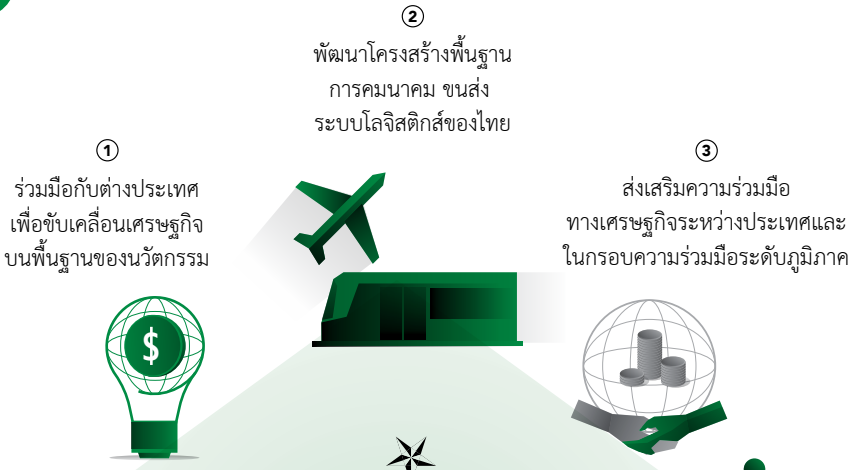 ①
ร่วมมือกับต่างประเทศ
เพื่อขับเคลื่อนเศรษฐกิจ
บนพื้นฐานของนวัตกรรม
$
②
พัฒนาโครงสร้างพื้นฐาน
การคมนาคม ขนส่ง
ระบบโลจิสติกส์ของไทย
③
ส่งเสริมความร่วมมือ
ทางเศรษฐกิจระหว่างประเทศและ
ในกรอบความร่วมมือระดับภูมิภาค